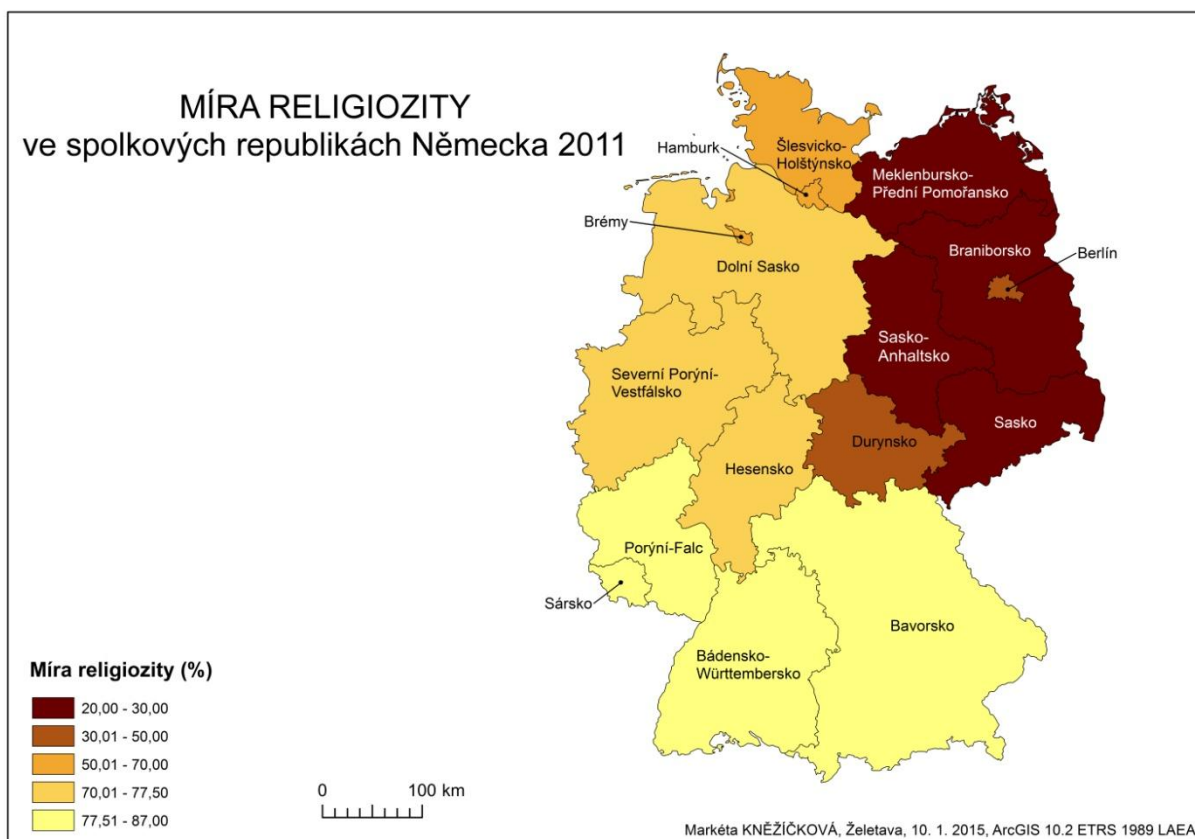 MÍRA RELIGIOZITY
ve spolkových republikách Německa 2011
Hamburk
Šlesvicko-
Holštýnsko
Meklenbursko-
Přední Pomořansko
Brémy
Dolní Sasko
Braniborsko
Berlín
Sasko-
Anhaltsko
Severní Porýní-
Vestfálsko
Sasko
Durynsko
Hesensko
Porýní-Falc
Sársko
Bavorsko
Bádensko-
Württembersko
Míra religiozity (%)
20,00 - 30,00
30,01 - 50,00
50,01 - 70,00
70,01 - 77,50
77,51 - 87,00
0 100 km
Markéta KNĚŽÍČKOVÁ, Želetava, 10. 1. 2015, ArcGIS 10.2 ETRS 1989 LAEA